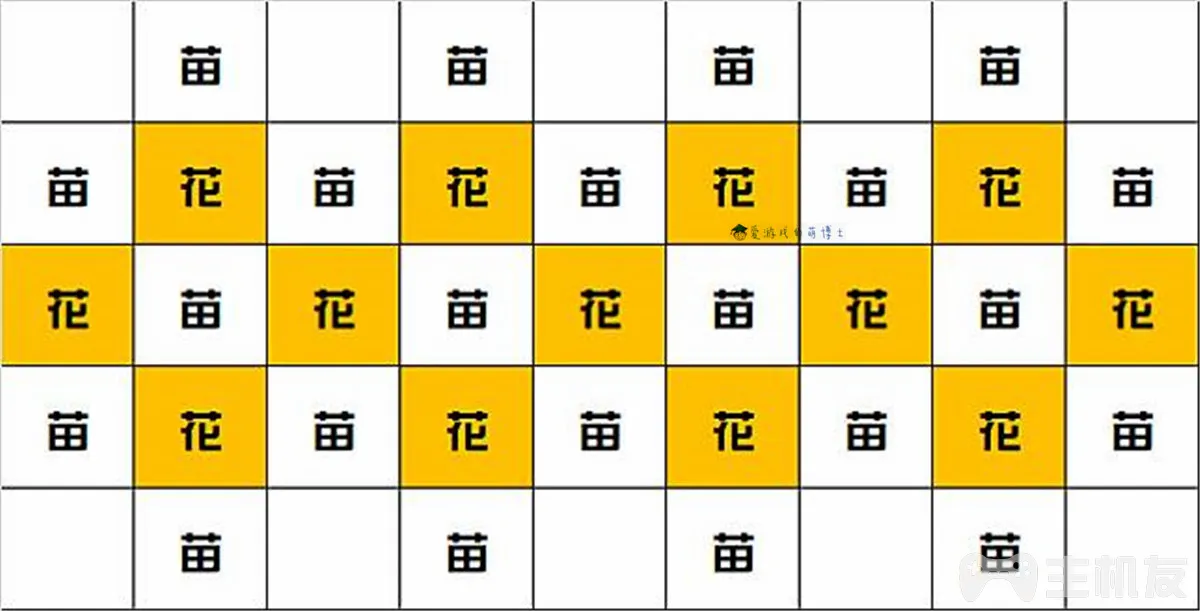 苗 苗 苗 苗
苗 花 苗 花 苗 花 苗 花 苗
爱游戏的萌博士
花 苗 花 苗 花 苗 花 苗 花
苗 花 苗 花 苗 花 苗 花 苗
苗 苗 苗 苗
主机友